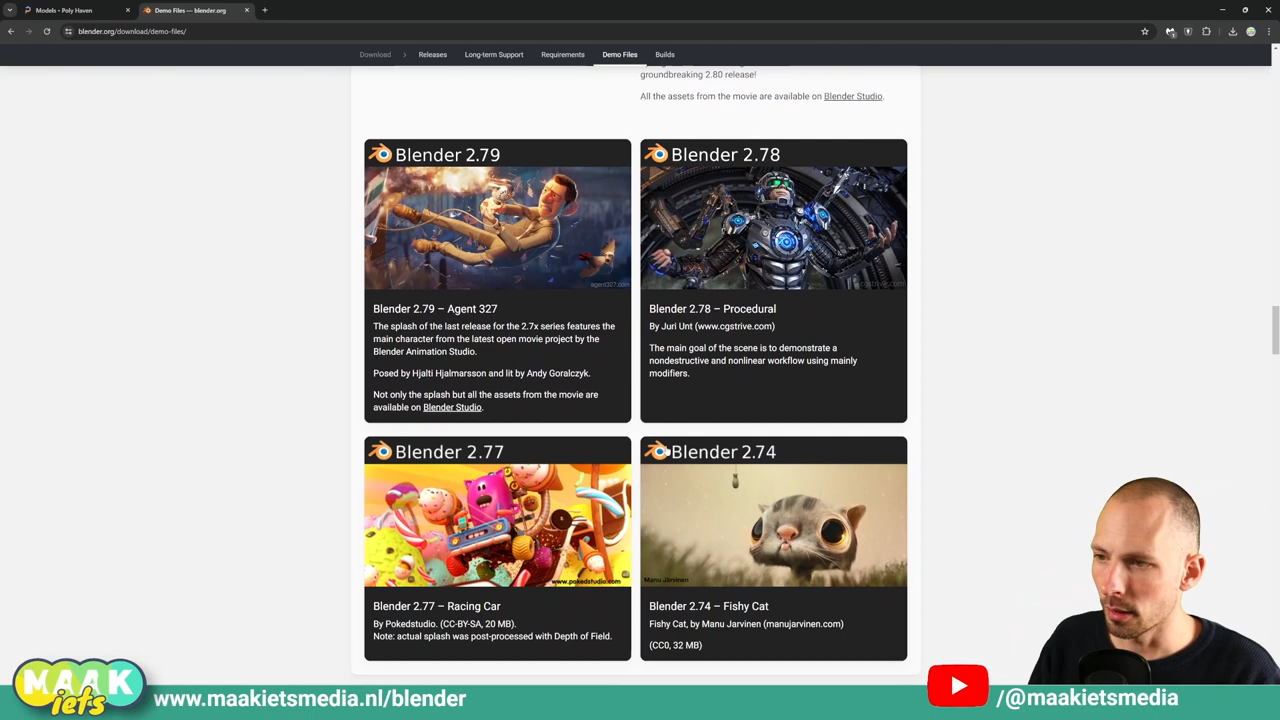 Models • Poly Haven
Demo Files — blender.org
blender.org/download/demo-files/
Download
Releases
Long-term Support
Requirements
Demo Files
Builds
groundbreaking 2.80 release!
All the assets from the movie are available on Blender Studio.
Blender 2.79
agent327.com
Blender 2.79 – Agent 327
The splash of the last release for the 2.7x series features the
main character from the latest open movie project by the
Blender Animation Studio.
Posed by Hjalti Hjalmarsson and lit by Andy Goralczyk.
Not only the splash but all the assets from the movie are
available on Blender Studio.
Blender 2.78
cgstrive.com
Blender 2.78 – Procedural
By Juri Unt (www.cgstrive.com)
The main goal of the scene is to demonstrate a
nondestructive and nonlinear workflow using mainly
modifiers.
Blender 2.77
www.pokedstudio.com
Blender 2.77 – Racing Car
By Pokedstudio. (CC-BY-SA, 20 MB).
Note: actual splash was post-processed with Depth of Field.
Blender 2.74
Manu Järvinen
Blender 2.74 – Fishy Cat
Fishy Cat, by Manu Jarvinen (manujarvinen.com)
(CC0, 32 MB)
MAAK
iets
www.maakietsmedia.nl/blender
/@maakietsmedia